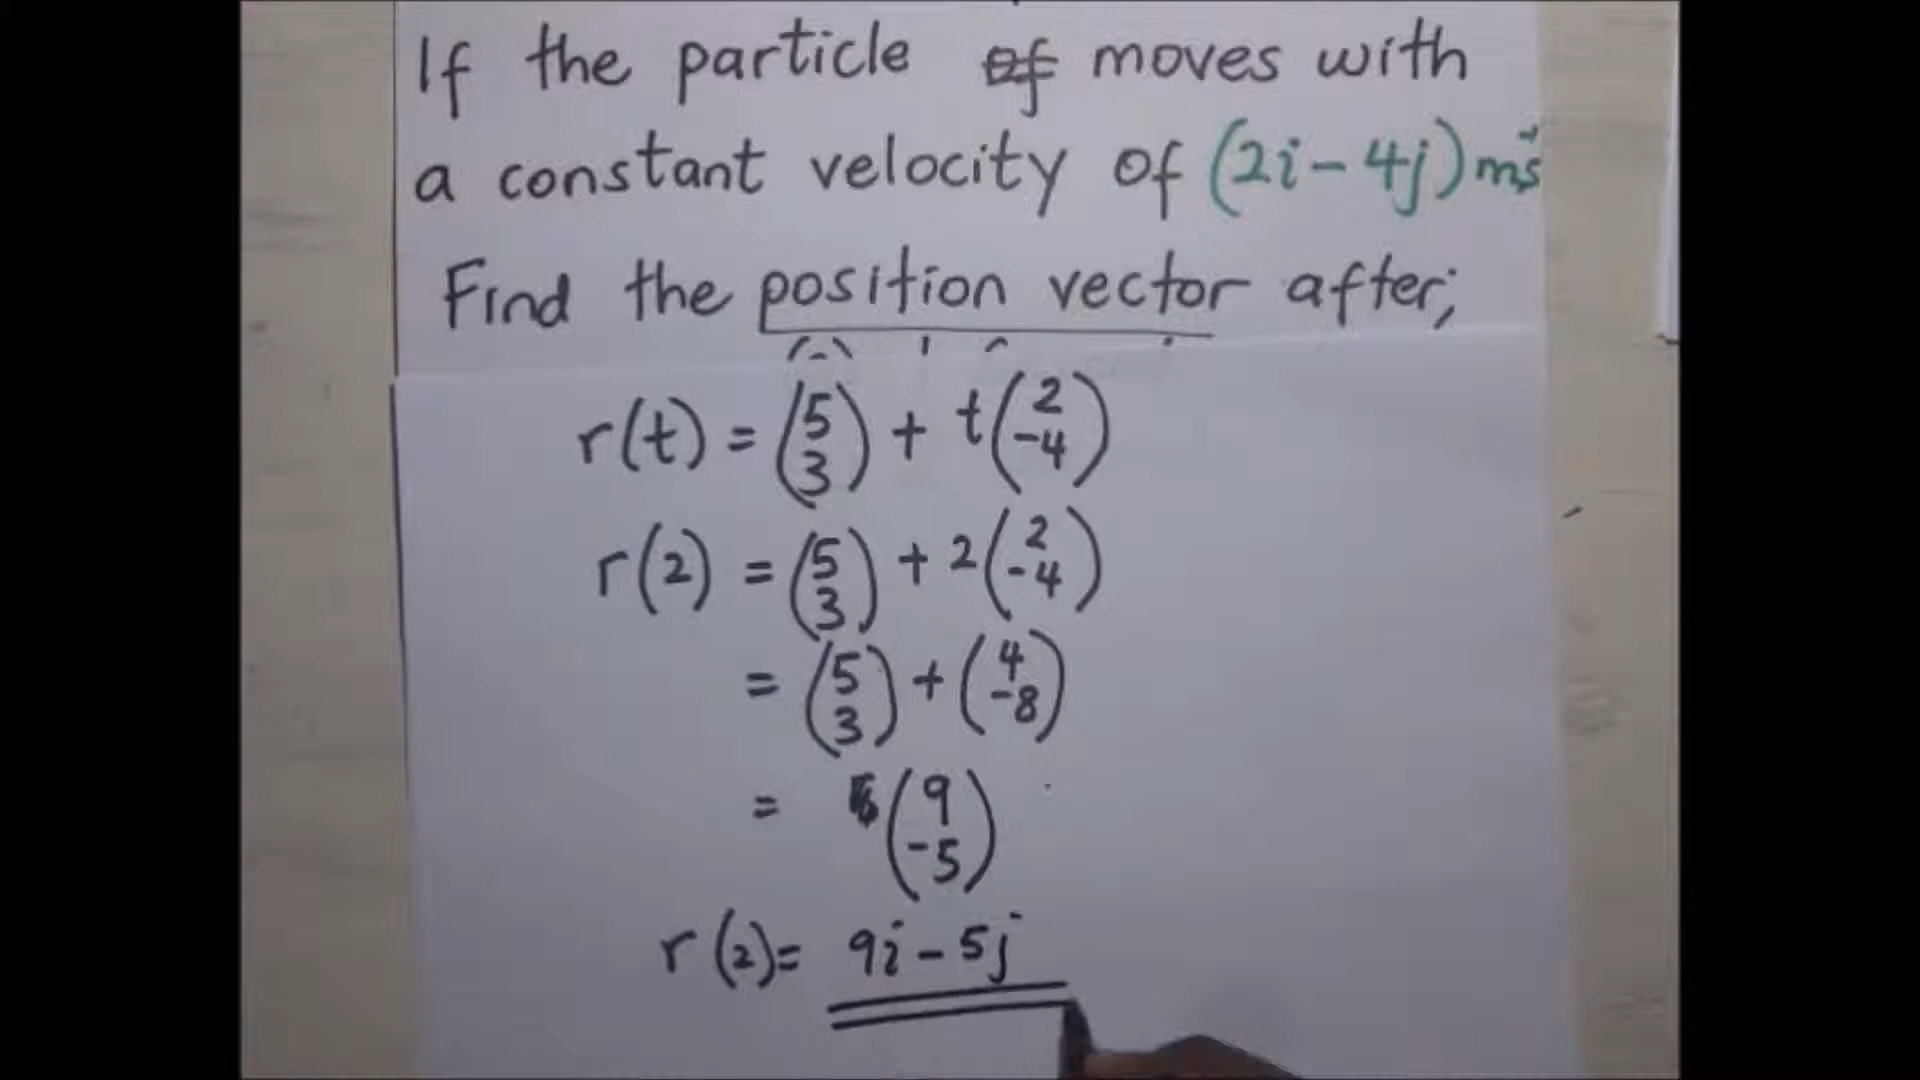 If the particle of moves with
a constant velocity of (2i - 4j) ms⁻¹
Find the position vector after;
r(t) = (5 3) + t(2 -4)
r(2) = (5 3) + 2(2 -4)
= (5 3) + (4 -8)
= (9 -5)
r(2) = 9i - 5j